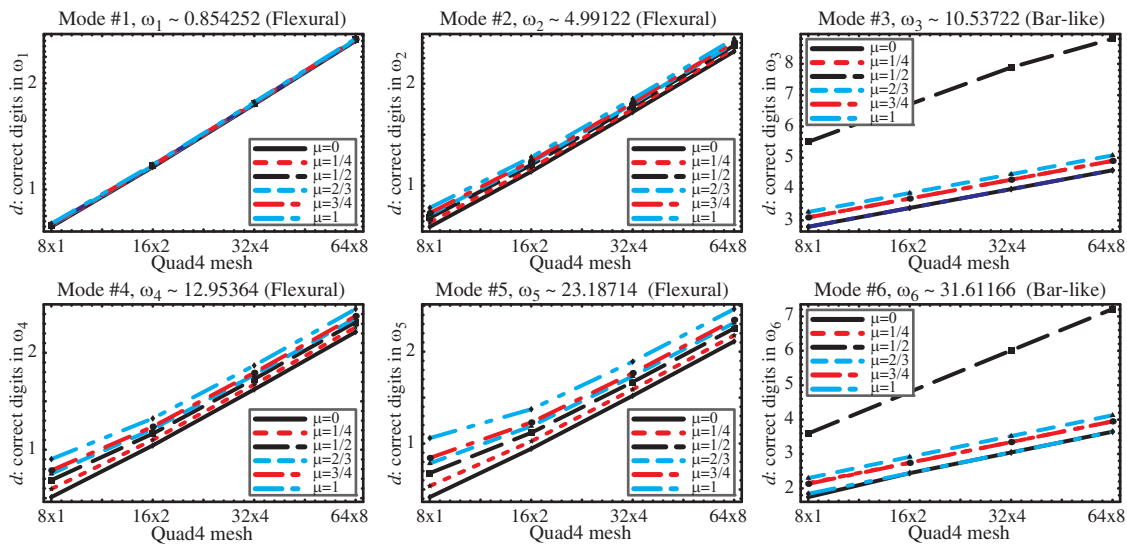 Mode #1, ω1 ~ 0.854252 (Flexural)
d: correct digits in ω1
2
1
μ=0
μ=1/4
μ=1/2
μ=2/3
μ=3/4
μ=1
8x1 16x2 32x4 64x8
Quad4 mesh
Mode #2, ω2 ~ 4.99122 (Flexural)
d: correct digits in ω2
2
1
μ=0
μ=1/4
μ=1/2
μ=2/3
μ=3/4
μ=1
8x1 16x2 32x4 64x8
Quad4 mesh
Mode #3, ω3 ~ 10.53722 (Bar-like)
d: correct digits in ω3
8
7
6
5
4
3
μ=0
μ=1/4
μ=1/2
μ=2/3
μ=3/4
μ=1
8x1 16x2 32x4 64x8
Quad4 mesh
Mode #4, ω4 ~ 12.95364 (Flexural)
d: correct digits in ω4
2
1
μ=0
μ=1/4
μ=1/2
μ=2/3
μ=3/4
μ=1
8x1 16x2 32x4 64x8
Quad4 mesh
Mode #5, ω5 ~ 23.18714 (Flexural)
d: correct digits in ω5
2
1
μ=0
μ=1/4
μ=1/2
μ=2/3
μ=3/4
μ=1
8x1 16x2 32x4 64x8
Quad4 mesh
Mode #6, ω6 ~ 31.61166 (Bar-like)
d: correct digits in ω6
7
6
5
4
3
2
μ=0
μ=1/4
μ=1/2
μ=2/3
μ=3/4
μ=1
8x1 16x2 32x4 64x8
Quad4 mesh